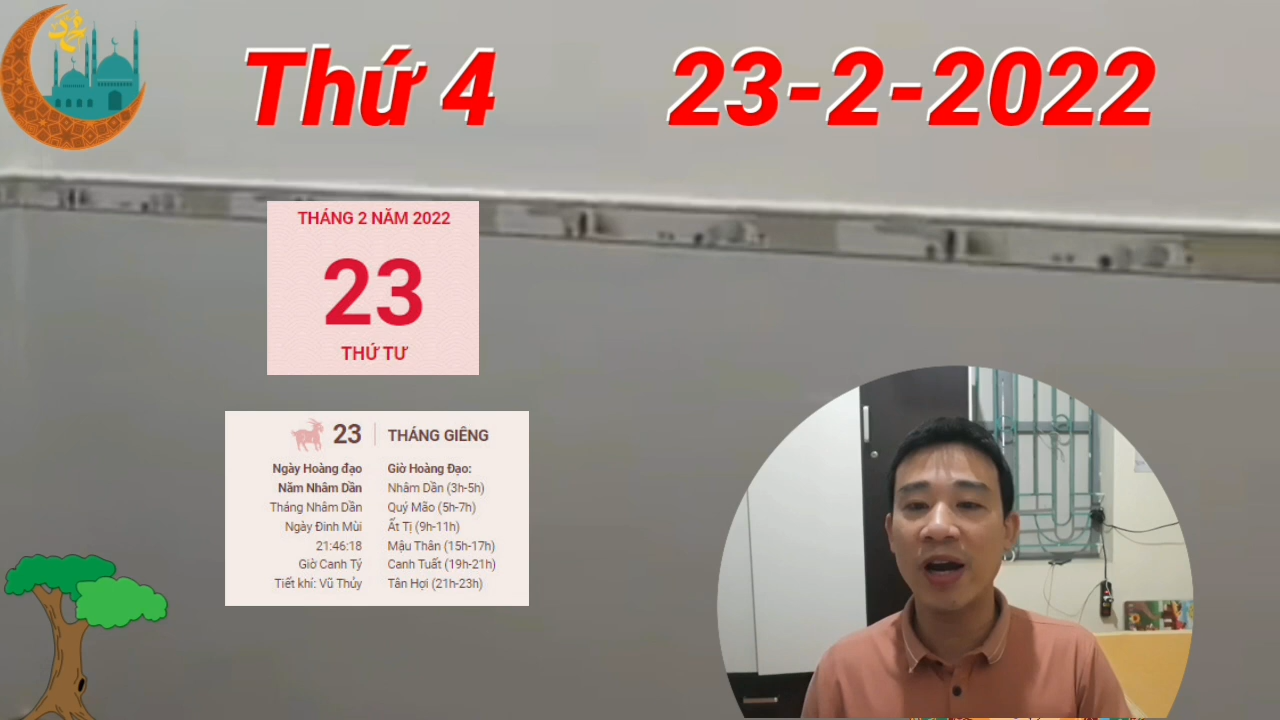 Thứ 4 23-2-2022
THÁNG 2 NĂM 2022
23
THỨ TƯ
23 THÁNG GIÊNG
Ngày Hoàng đạo
Năm Nhâm Dần
Tháng Nhâm Dần
Ngày Đinh Mùi
21:46:18
Giờ Canh Tý
Tiết khí: Vũ Thủy
Giờ Hoàng Đạo:
Nhâm Dần (3h-5h)
Quý Mão (5h-7h)
Ất Tị (9h-11h)
Mậu Thân (15h-17h)
Canh Tuất (19h-21h)
Tân Hợi (21h-23h)